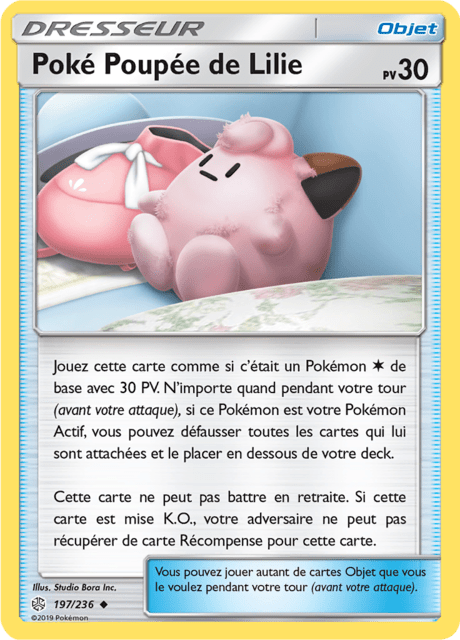 DRESSEUR Objet
Poké Poupée de Lilie PV 30
Jouez cette carte comme si c'était un Pokémon ✶ de
base avec 30 PV. N'importe quand pendant votre tour
(avant votre attaque), si ce Pokémon est votre Pokémon
Actif, vous pouvez défausser toutes les cartes qui lui
sont attachées et le placer en dessous de votre deck.
Cette carte ne peut pas battre en retraite. Si cette
carte est mise K.O., votre adversaire ne peut pas
récupérer de carte Récompense pour cette carte.
Vous pouvez jouer autant de cartes Objet que vous
le voulez pendant votre tour (avant votre attaque).
Illus. Studio Bora Inc.
197/236 ◆
©2019 Pokémon